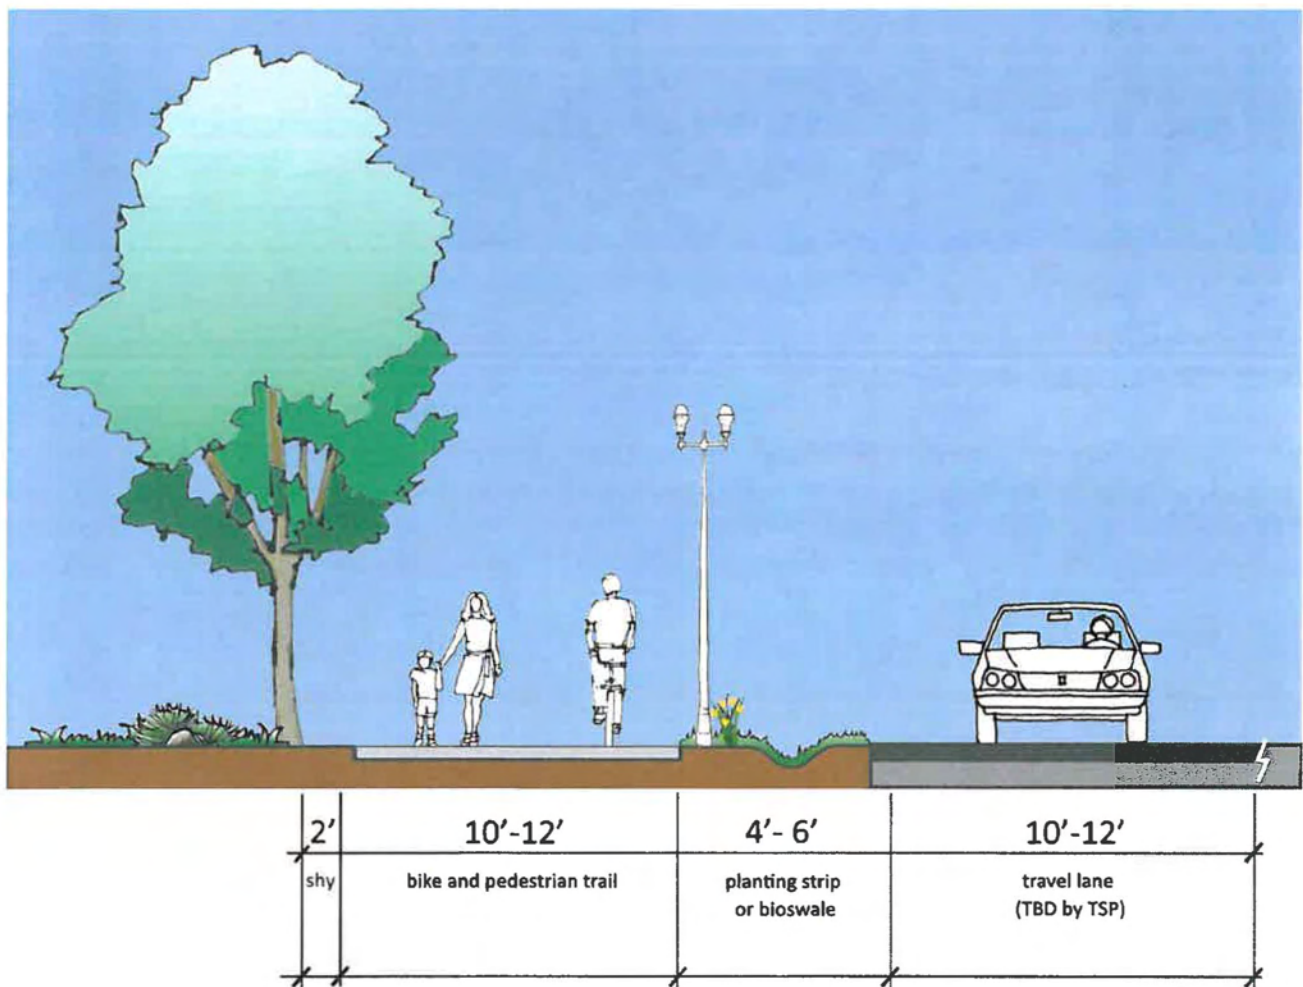 2' 10'-12' 4'- 6' 10'-12'
shy bike and pedestrian trail planting strip travel lane
or bioswale (TBD by TSP)